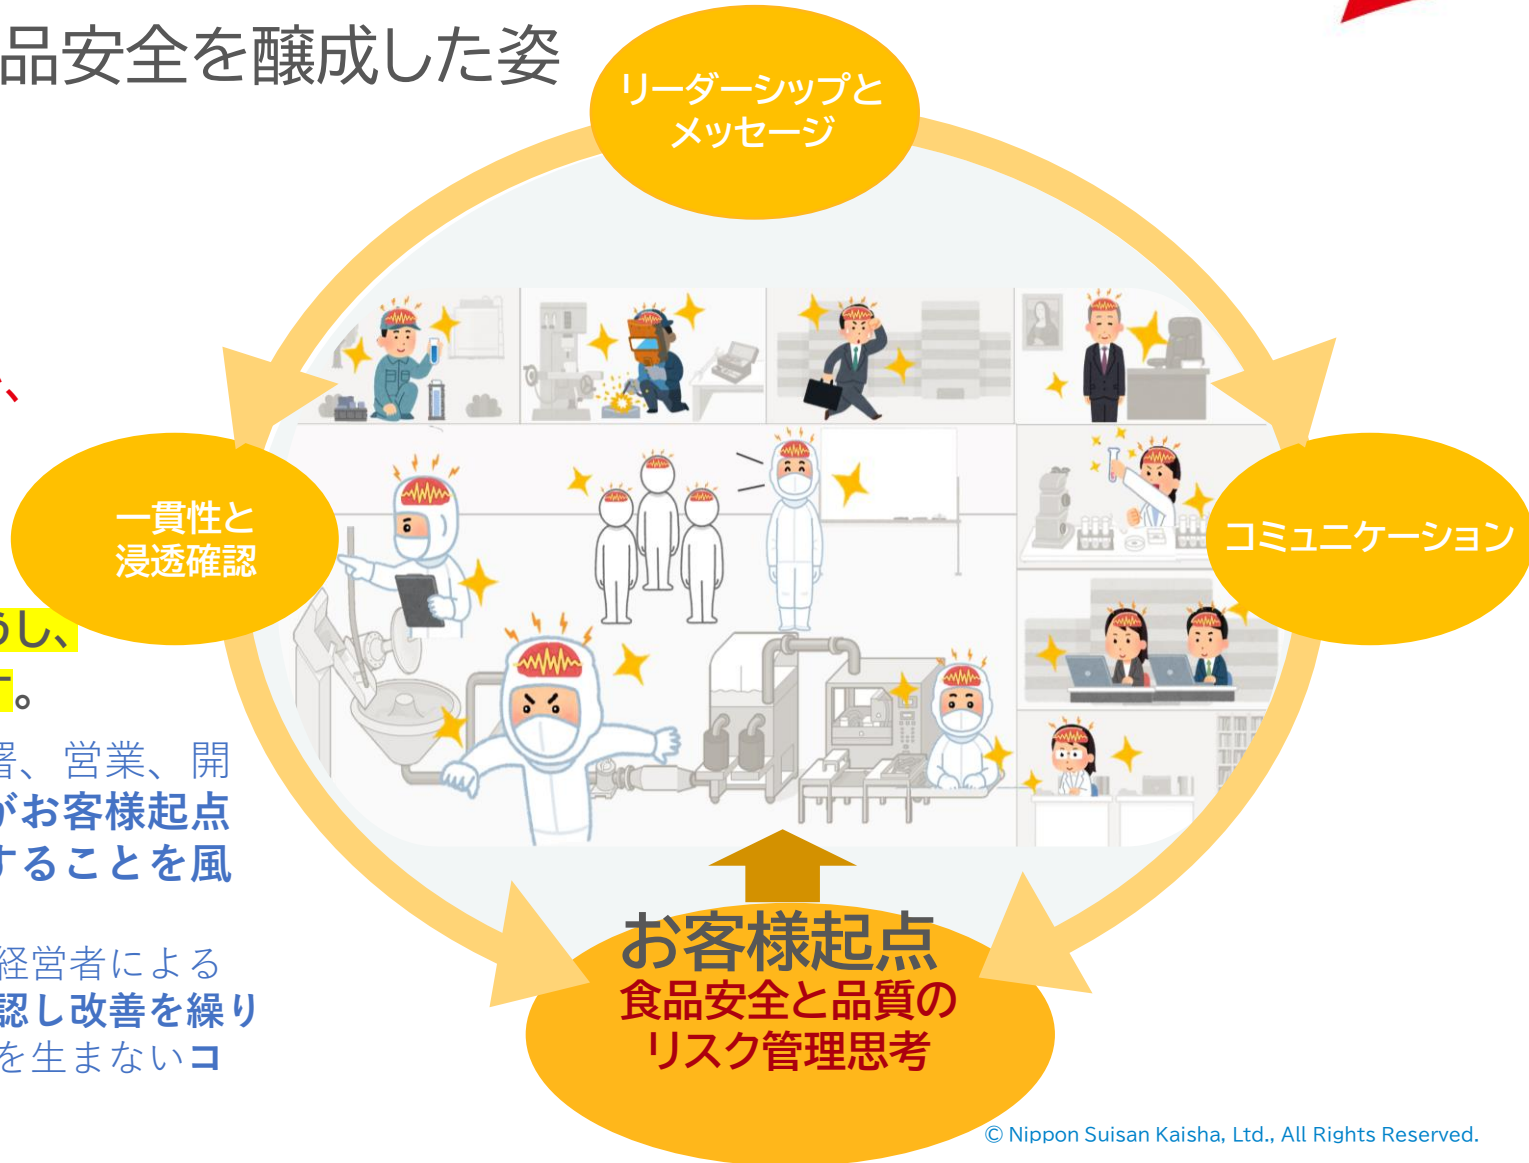 品安全を醸成した姿
リーダーシップと
メッセージ
、
一貫性と
浸透確認
コミュニケーション
うし、
す。
署、営業、開
がお客様起点
することを風
経営者による
認し改善を繰り
を生まないコ
お客様起点
食品安全と品質の
リスク管理思考
© Nippon Suisan Kaisha, Ltd., All Rights Reserved.